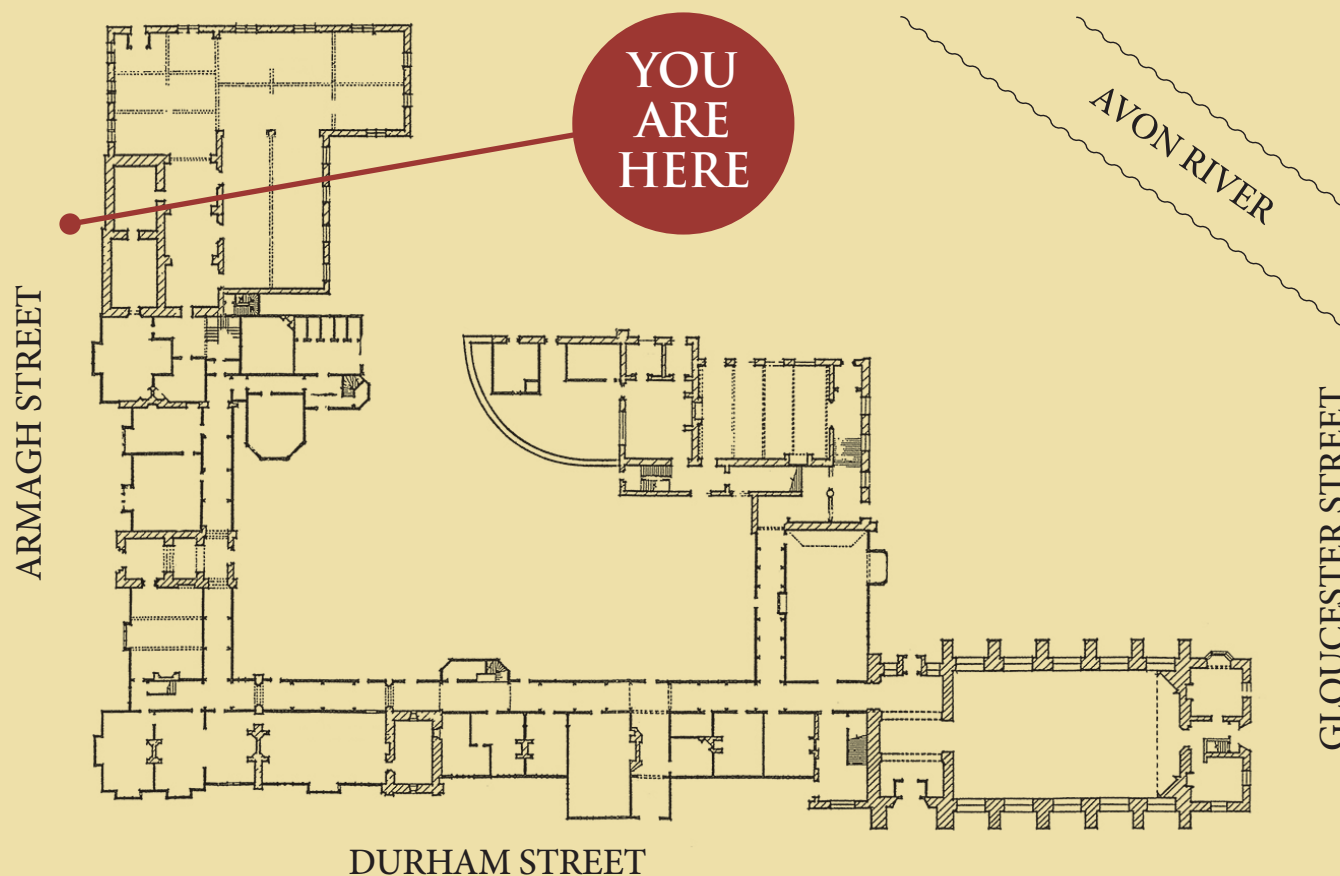 YOU
ARE
HERE
AVON RIVER
ARMAGH STREET
GLOUCESTER STREET
DURHAM STREET